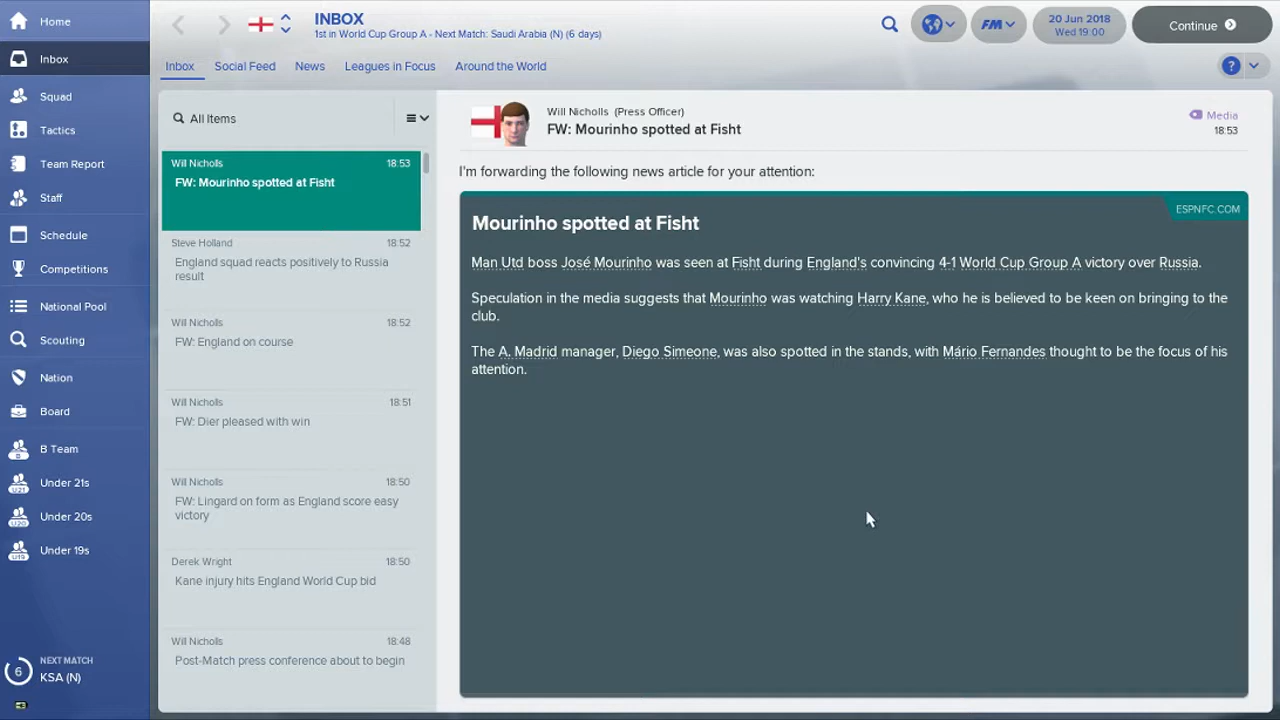 Home
Inbox
Squad
Tactics
Team Report
Staff
Schedule
Competitions
National Pool
Scouting
Nation
Board
B Team
Under 21s
Under 20s
Under 19s
6
NEXT MATCH
KSA (N)
INBOX
1st in World Cup Group A - Next Match: Saudi Arabia (N) (6 days)
FM
20 Jun 2018
Wed 19:00
Continue
Inbox
Social Feed
News
Leagues in Focus
Around the World
?
All Items
Will Nicholls 18:53
FW: Mourinho spotted at Fisht
Steve Holland 18:52
England squad reacts positively to Russia
result
Will Nicholls 18:52
FW: England on course
Will Nicholls 18:51
FW: Dier pleased with win
Will Nicholls 18:50
FW: Lingard on form as England score easy
victory
Derek Wright 18:50
Kane injury hits England World Cup bid
Will Nicholls 18:48
Post-Match press conference about to begin
Will Nicholls (Press Officer)
FW: Mourinho spotted at Fisht
Media
18:53
I'm forwarding the following news article for your attention:
ESPNFC.COM
Mourinho spotted at Fisht
Man Utd boss José Mourinho was seen at Fisht during England's convincing 4-1 World Cup Group A victory over Russia.
Speculation in the media suggests that Mourinho was watching Harry Kane, who he is believed to be keen on bringing to the
club.
The A. Madrid manager, Diego Simeone, was also spotted in the stands, with Mário Fernandes thought to be the focus of his
attention.